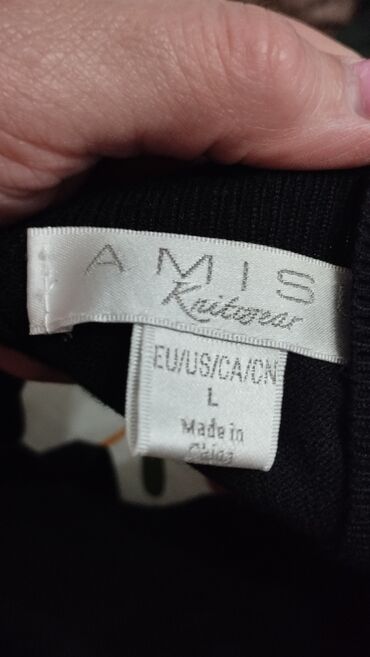 AMIS
Knitwear
EU/US/CA/CN
L
Made in
China